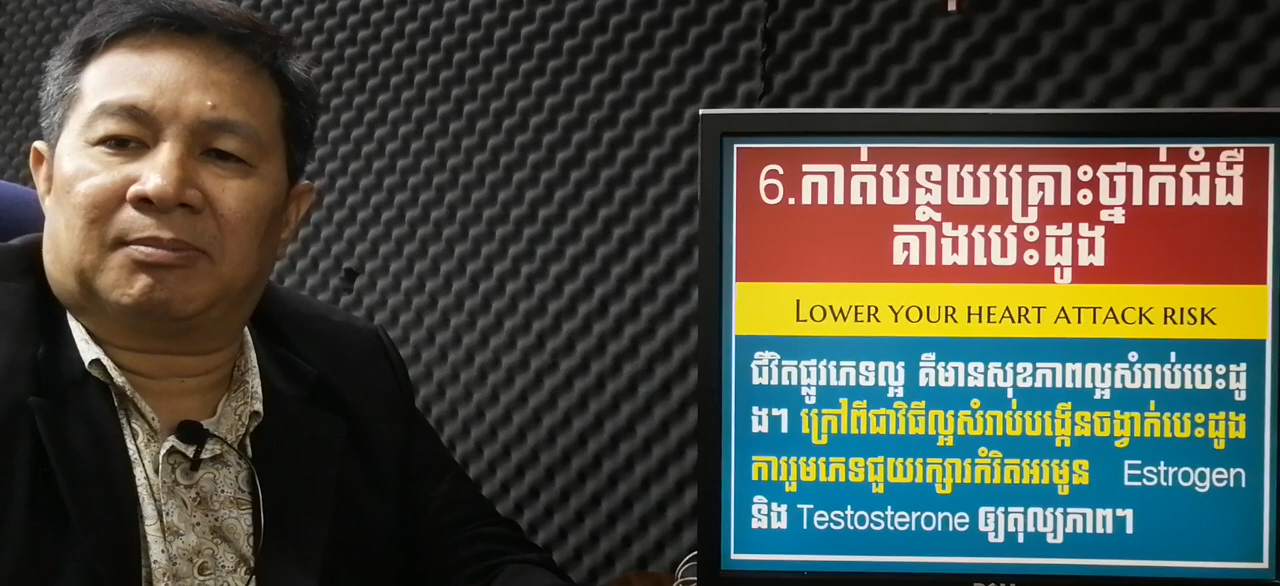 6.កាត់បន្ថយគ្រោះថ្នាក់ជំងឺ
គាំងបេះដូង
LOWER YOUR HEART ATTACK RISK
ជីវិតផ្លូវភេទល្អ គឺមានសុខភាពល្អសំរាប់បេះដូ
ង។ ក្រៅពីជាវិធីល្អសំរាប់បង្កើនចង្វាក់បេះដូង
ការរួមភេទជួយរក្សារកំរិតអរមូន Estrogen
និង Testosterone ឲ្យតុល្យភាព។